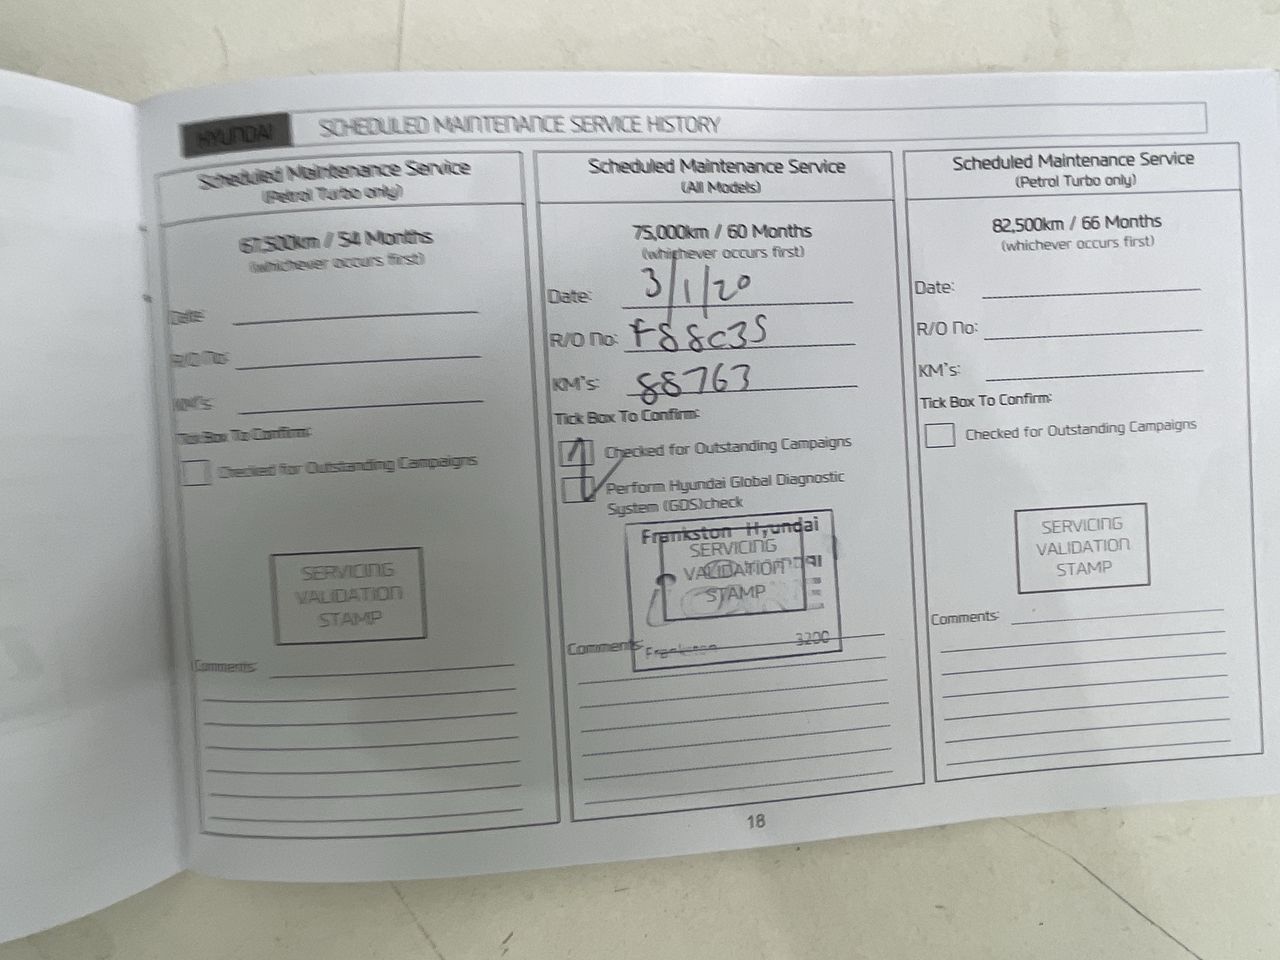 HYUNDAI
SCHEDULED MAINTENANCE SERVICE HISTORY
Scheduled Maintenance Service
(Petrol Turbo only)
67,500km / 54 Months
(whichever occurs first)
Date:
R/O No:
KM's:
Tick Box To Confirm:
Checked for Outstanding Campaigns
SERVICING
VALIDATION
STAMP
Comments:
Scheduled Maintenance Service
(All Models)
75,000km / 60 Months
(whichever occurs first)
Date: 3/1/20
R/O No: F88C35
KM's: 88763
Tick Box To Confirm:
Checked for Outstanding Campaigns
Perform Hyundai Global Diagnostic
System (GDS)check
Frankston Hyundai
SERVICING
VALIDATION
STAMP
Comments:
Frankston 3200
Scheduled Maintenance Service
(Petrol Turbo only)
82,500km / 66 Months
(whichever occurs first)
Date:
R/O No:
KM's:
Tick Box To Confirm:
Checked for Outstanding Campaigns
SERVICING
VALIDATION
STAMP
Comments:
18